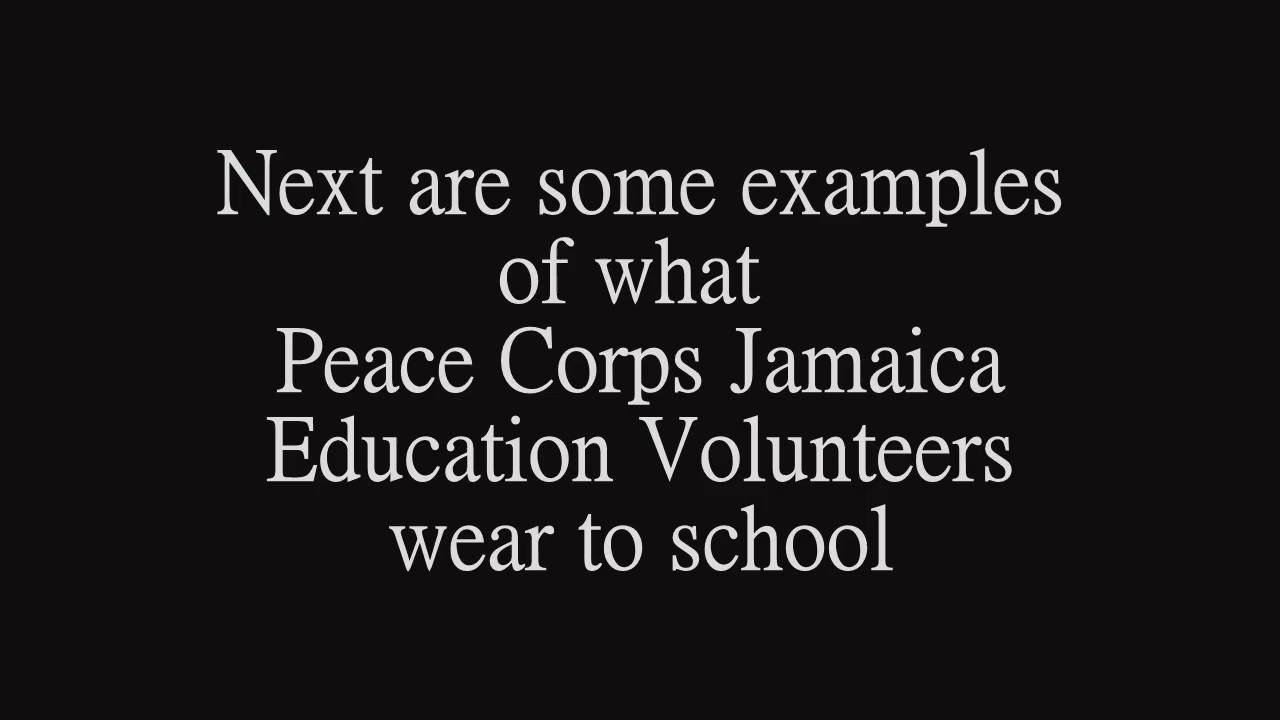 Next are some examples
of what
Peace Corps Jamaica
Education Volunteers
wear to school